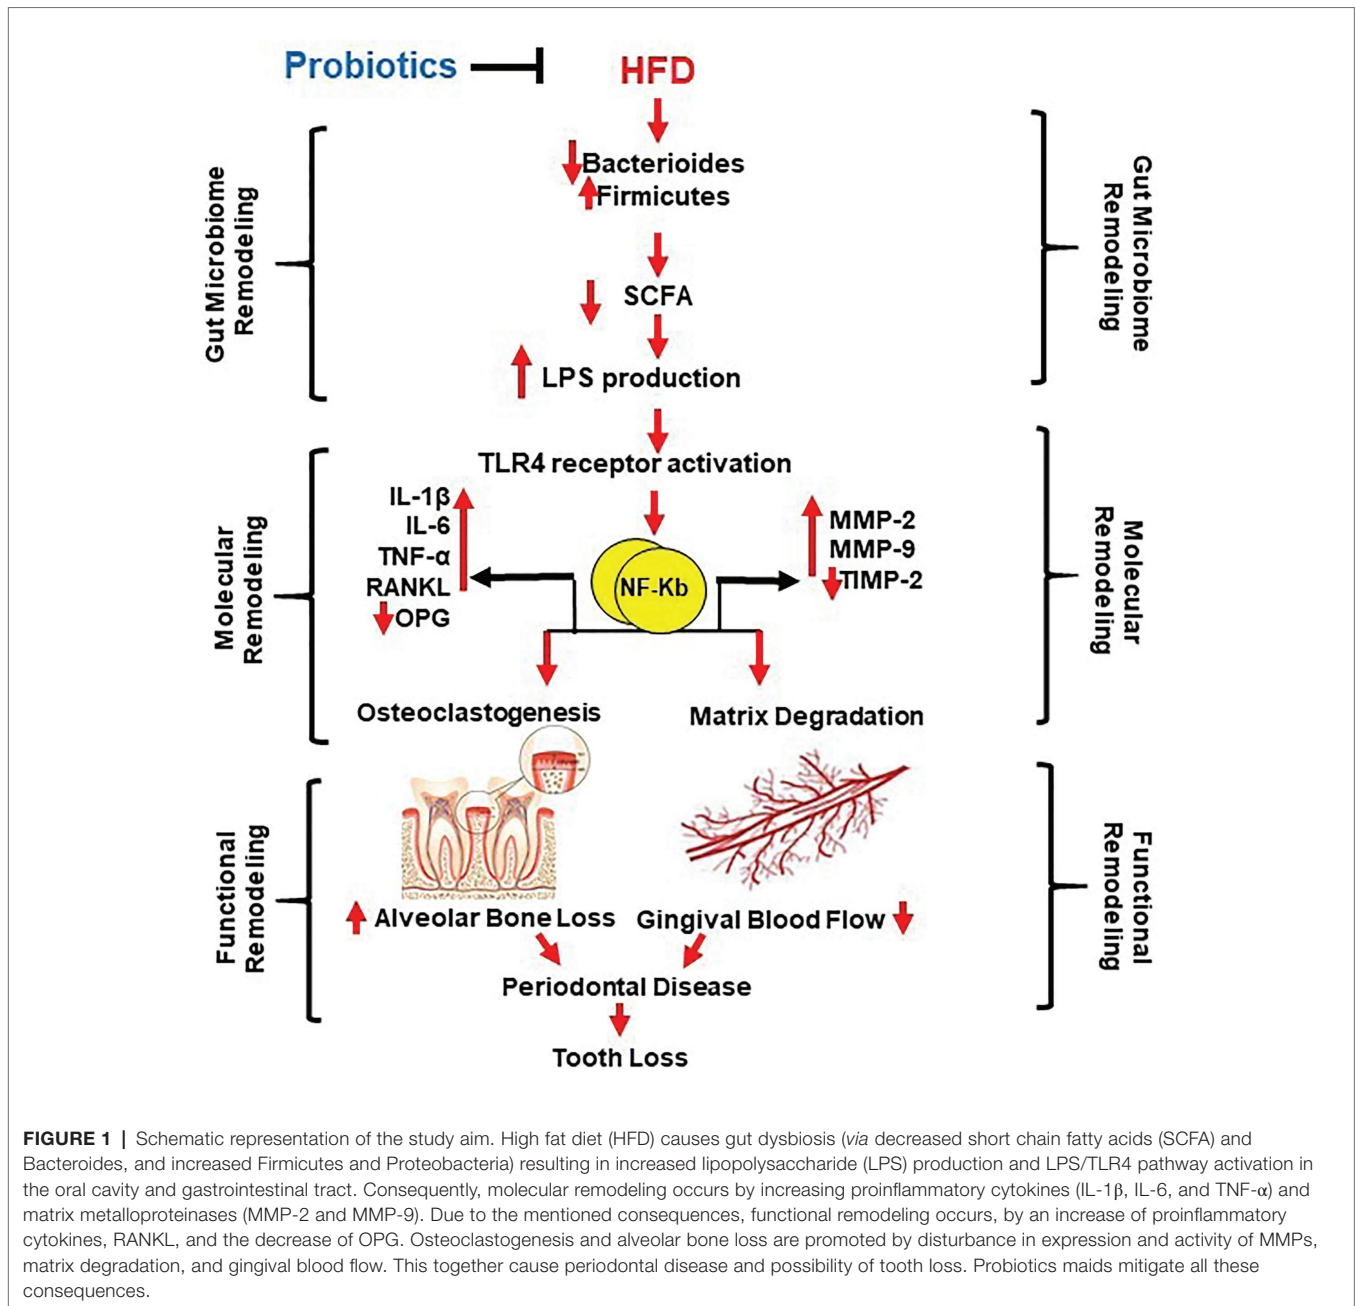 Probiotics
HFD
Bacterioides
Firmicutes
SCFA
LPS production
Gut Microbiome
Remodeling
Gut Microbiome
Remodeling
TLR4 receptor activation
IL-1β
IL-6
TNF-α
RANKL
OPG
NF-Kb
MMP-2
MMP-9
TIMP-2
Osteoclastogenesis
Matrix Degradation
Molecular
Remodeling
Molecular
Remodeling
Alveolar Bone Loss
Gingival Blood Flow
Periodontal Disease
Tooth Loss
Functional
Remodeling
Functional
Remodeling
FIGURE 1 | Schematic representation of the study aim. High fat diet (HFD) causes gut dysbiosis (via decreased short chain fatty acids (SCFA) and
Bacteroides, and increased Firmicutes and Proteobacteria) resulting in increased lipopolysaccharide (LPS) production and LPS/TLR4 pathway activation in
the oral cavity and gastrointestinal tract. Consequently, molecular remodeling occurs by increasing proinflammatory cytokines (IL-1β, IL-6, and TNF-α) and
matrix metalloproteinases (MMP-2 and MMP-9). Due to the mentioned consequences, functional remodeling occurs, by an increase of proinflammatory
cytokines, RANKL, and the decrease of OPG. Osteoclastogenesis and alveolar bone loss are promoted by disturbance in expression and activity of MMPs,
matrix degradation, and gingival blood flow. This together cause periodontal disease and possibility of tooth loss. Probiotics maids mitigate all these
consequences.